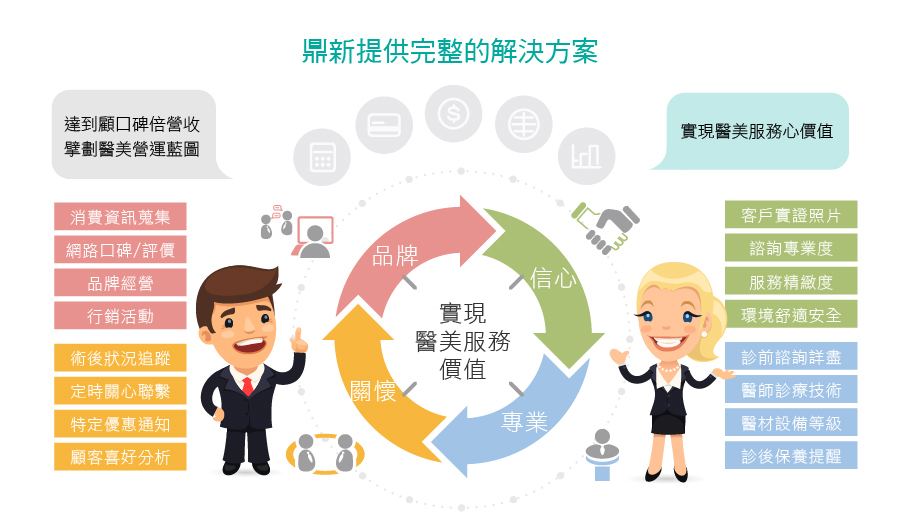 鼎新提供完整的解決方案
達到顧口碑倍營收
擘劃醫美營運藍圖
實現醫美服務心價值
消費資訊蒐集
網路口碑/評價
品牌經營
行銷活動
術後狀況追蹤
定時關心聯繫
特定優惠通知
顧客喜好分析
品牌
信心
專業
關懷
實現
醫美服務
價值
客戶實證照片
諮詢專業度
服務精緻度
環境舒適安全
診前諮詢詳盡
醫師診療技術
醫材設備等級
診後保養提醒